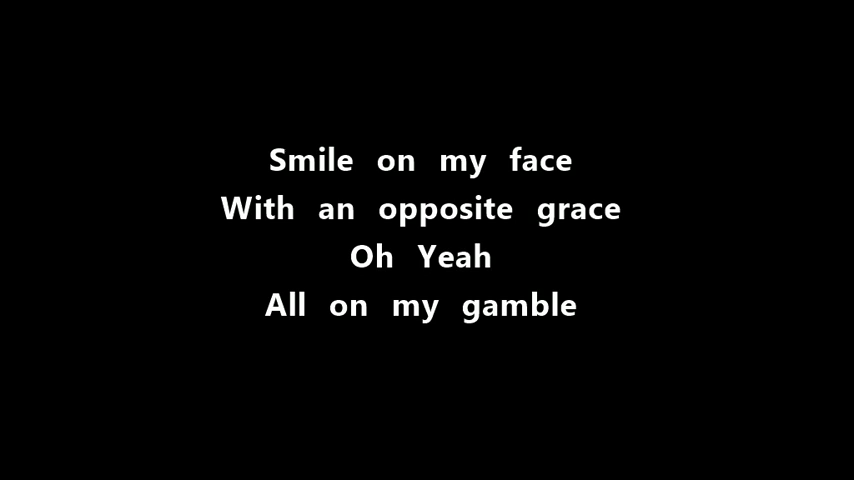 Smile on my face
With an opposite grace
Oh Yeah
All on my gamble